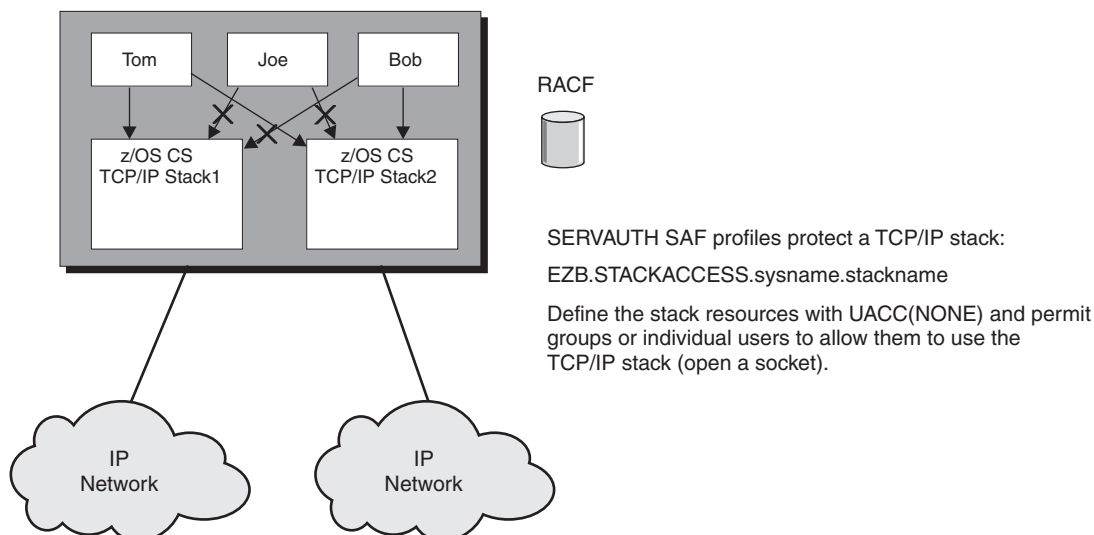 Tom
Joe
Bob
z/OS CS
TCP/IP Stack1
z/OS CS
TCP/IP Stack2
RACF
SERVAUTH SAF profiles protect a TCP/IP stack:
EZB.STACKACCESS.sysname.stackname
Define the stack resources with UACC(NONE) and permit
groups or individual users to allow them to use the
TCP/IP stack (open a socket).
IP
Network
IP
Network